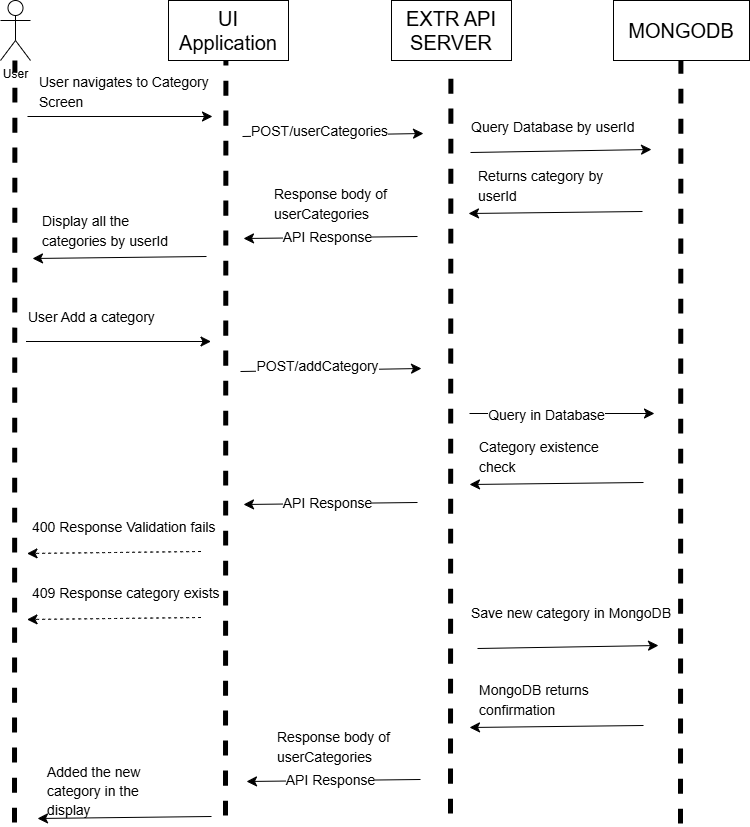 UI
Application
EXTR API
SERVER
MONGODB
User
User navigates to Category
Screen
_POST/userCategories
Query Database by userId
Returns category by
userId
Response body of
userCategories
API Response
Display all the
categories by userId
User Add a category
__POST/addCategory
Query in Database
Category existence
check
API Response
400 Response Validation fails
409 Response category exists
Save new category in MongoDB
MongoDB returns
confirmation
Response body of
userCategories
API Response
Added the new
category in the
display